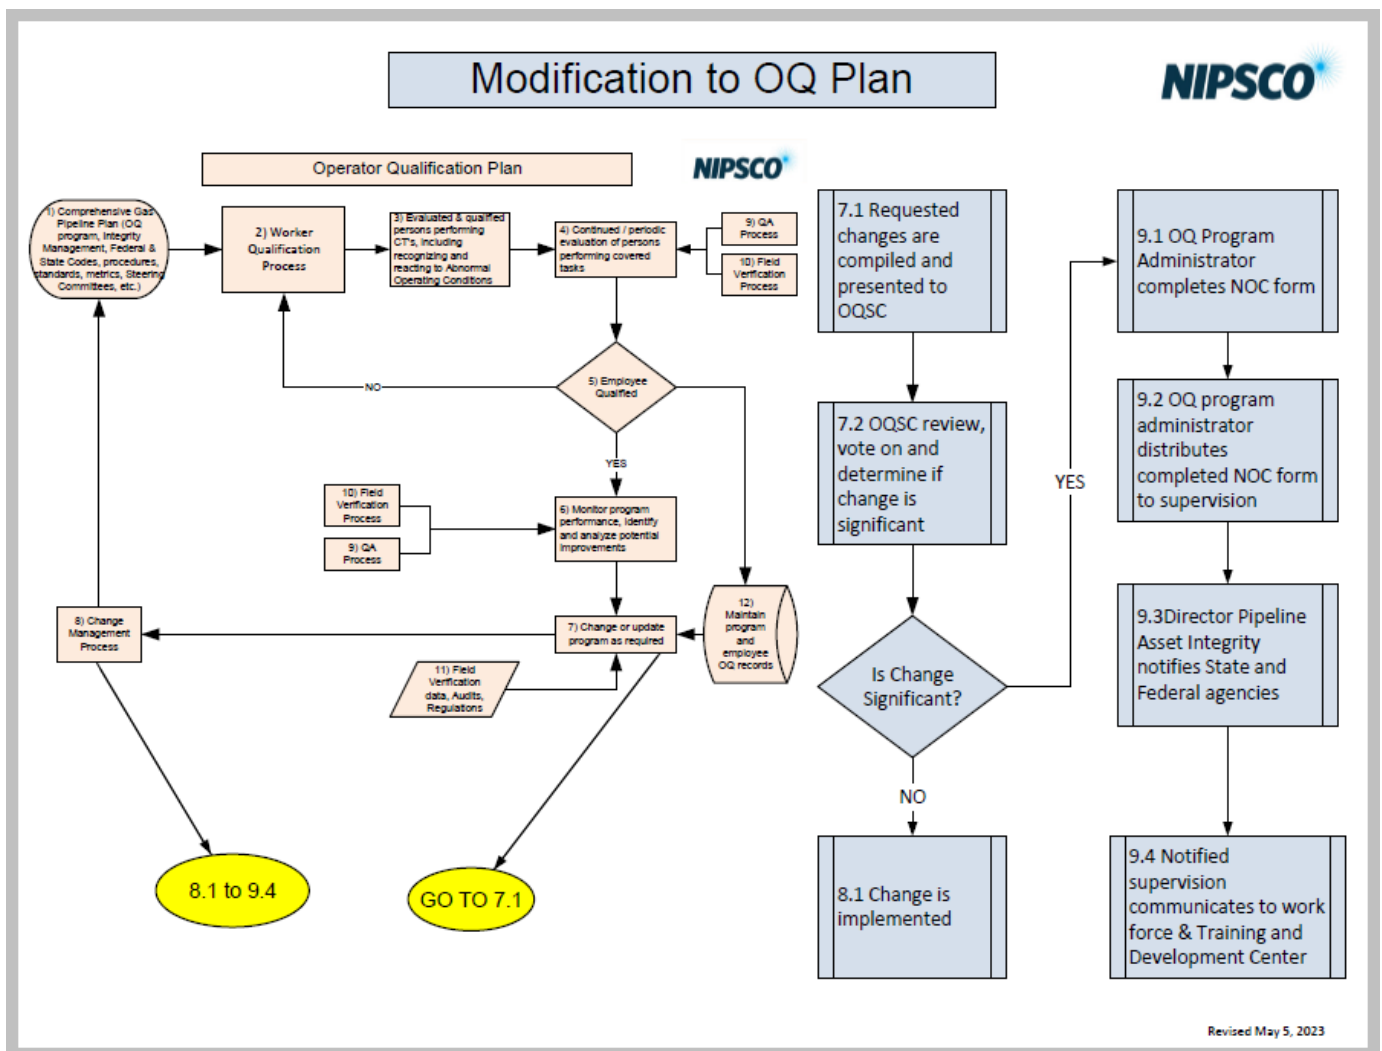 Modification to OQ Plan
NIPSCO
Operator Qualification Plan
NIPSCO
1) Comprehensive Gas
Pipeline Plan (OQ
program, Integrity
Management, Federal &
State Codes, procedures,
standards, metrics, Steering
Committees, etc.)
2) Worker
Qualification
Process
3) Evaluated & qualified
persons performing
CT's, including
recognizing and
reacting to Abnormal
Operating Conditions
4) Continued / periodic
evaluation of persons
performing covered
tasks
9) QA
Process
10) Field
Verification
Process
5) Employee
Qualified
NO
YES
10) Field
Verification
Process
9) QA
Process
6) Monitor program
performance, identify
and analyze potential
improvements
8) Change
Management
Process
7) Change or update
program as required
12)
Maintain
program
and
employee
OQ records
11) Field
Verification
data, Audits,
Regulations
8.1 to 9.4
GO TO 7.1
7.1 Requested
changes are
compiled and
presented to
OQSC
7.2 OQSC review,
vote on and
determine if
change is
significant
Is Change
Significant?
YES
NO
8.1 Change is
implemented
9.1 OQ Program
Administrator
completes NOC form
9.2 OQ program
administrator
distributes
completed NOC form
to supervision
9.3Director Pipeline
Asset Integrity
notifies State and
Federal agencies
9.4 Notified
supervision
communicates to work
force & Training and
Development Center
Revised May 5, 2023